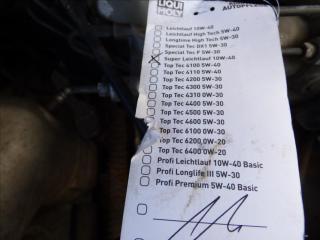 LIQUI
MOLY
Leichtlauf 10W-40
Leichtlauf High Tech 5W-40
Longtime High Tech 5W-30
Special Tec DX1 5W-30
Special Tec F 5W-30
Super Leichtlauf 10W-40
Top Tec 4100 5W-40
Top Tec 4110 5W-40
Top Tec 4200 5W-30
Top Tec 4300 5W-30
Top Tec 4310 0W-30
Top Tec 4400 5W-30
Top Tec 4500 5W-30
Top Tec 4600 5W-30
Top Tec 6100 0W-30
Top Tec 6200 0W-20
Top Tec 6400 0W-20
Profi Leichtlauf 10W-40 Basic
Profi Longlife III 5W-30
Profi Premium 5W-40 Basic